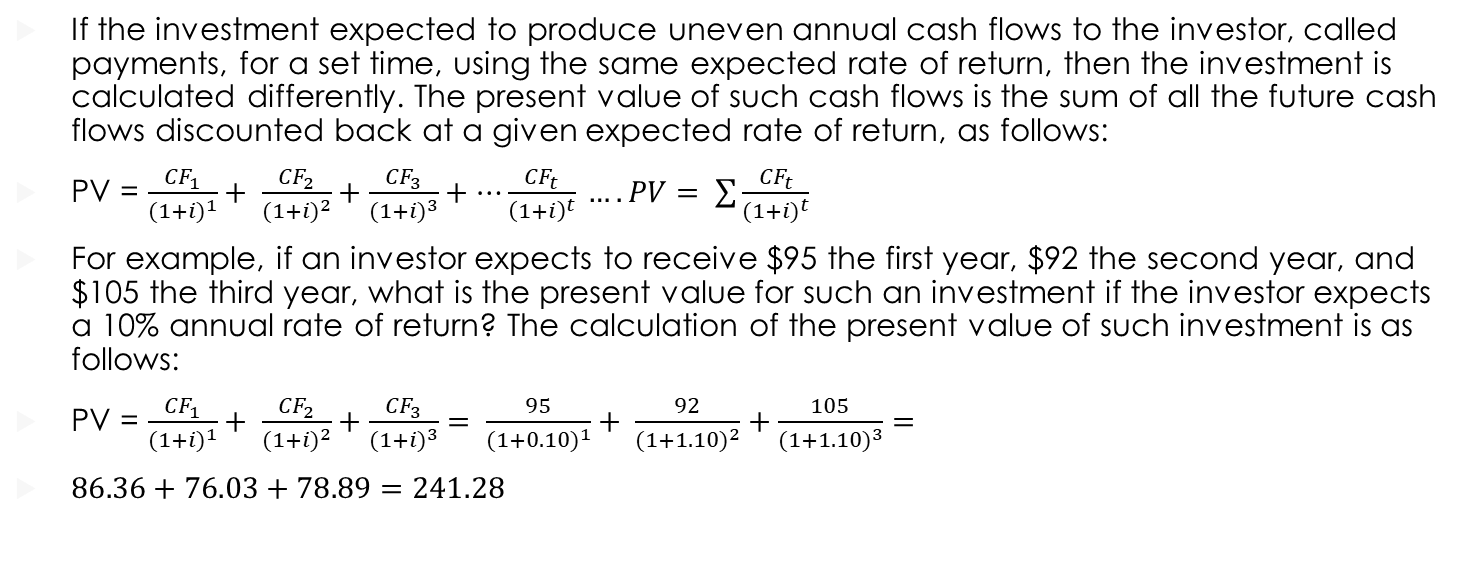 If the investment expected to produce uneven annual cash flows to the investor, called
payments, for a set time, using the same expected rate of return, then the investment is
calculated differently. The present value of such cash flows is the sum of all the future cash
flows discounted back at a given expected rate of return, as follows:
PV = CF₁/(1+i)¹ + CF₂/(1+i)² + CF₃/(1+i)³ + ⋯ CFₜ/(1+i)ᵗ .... PV = ∑ CFₜ/(1+i)ᵗ
For example, if an investor expects to receive $95 the first year, $92 the second year, and
$105 the third year, what is the present value for such an investment if the investor expects
a 10% annual rate of return? The calculation of the present value of such investment is as
follows:
PV = CF₁/(1+i)¹ + CF₂/(1+i)² + CF₃/(1+i)³ = 95/(1+0.10)¹ + 92/(1+1.10)² + 105/(1+1.10)³ =
86.36 + 76.03 + 78.89 = 241.28